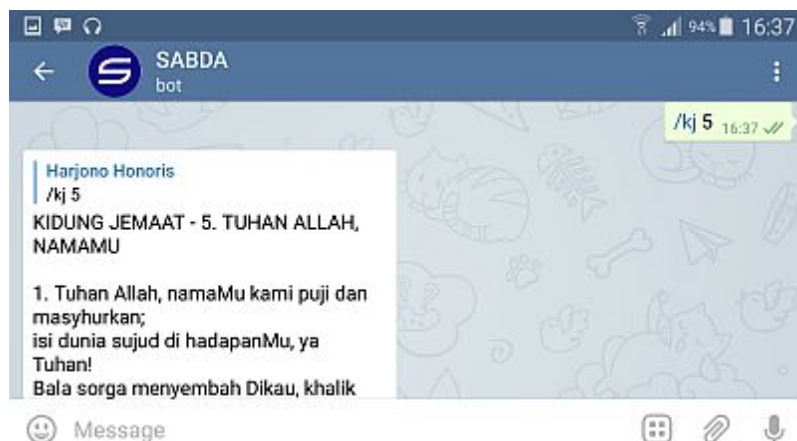 94% 16:37
SABDA
bot
/kj 5 16:37
Harjono Honoris
/kj 5
KIDUNG JEMAAT - 5. TUHAN ALLAH,
NAMAMU
1. Tuhan Allah, namaMu kami puji dan
masyhurkan;
isi dunia sujud di hadapanMu, ya
Tuhan!
Bala sorga menyembah Dikau, khalik
Message